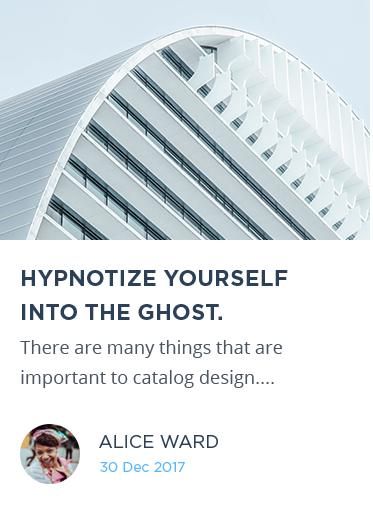 HYPNOTIZE YOURSELF
INTO THE GHOST.
There are many things that are
important to catalog design....
ALICE WARD
30 Dec 2017